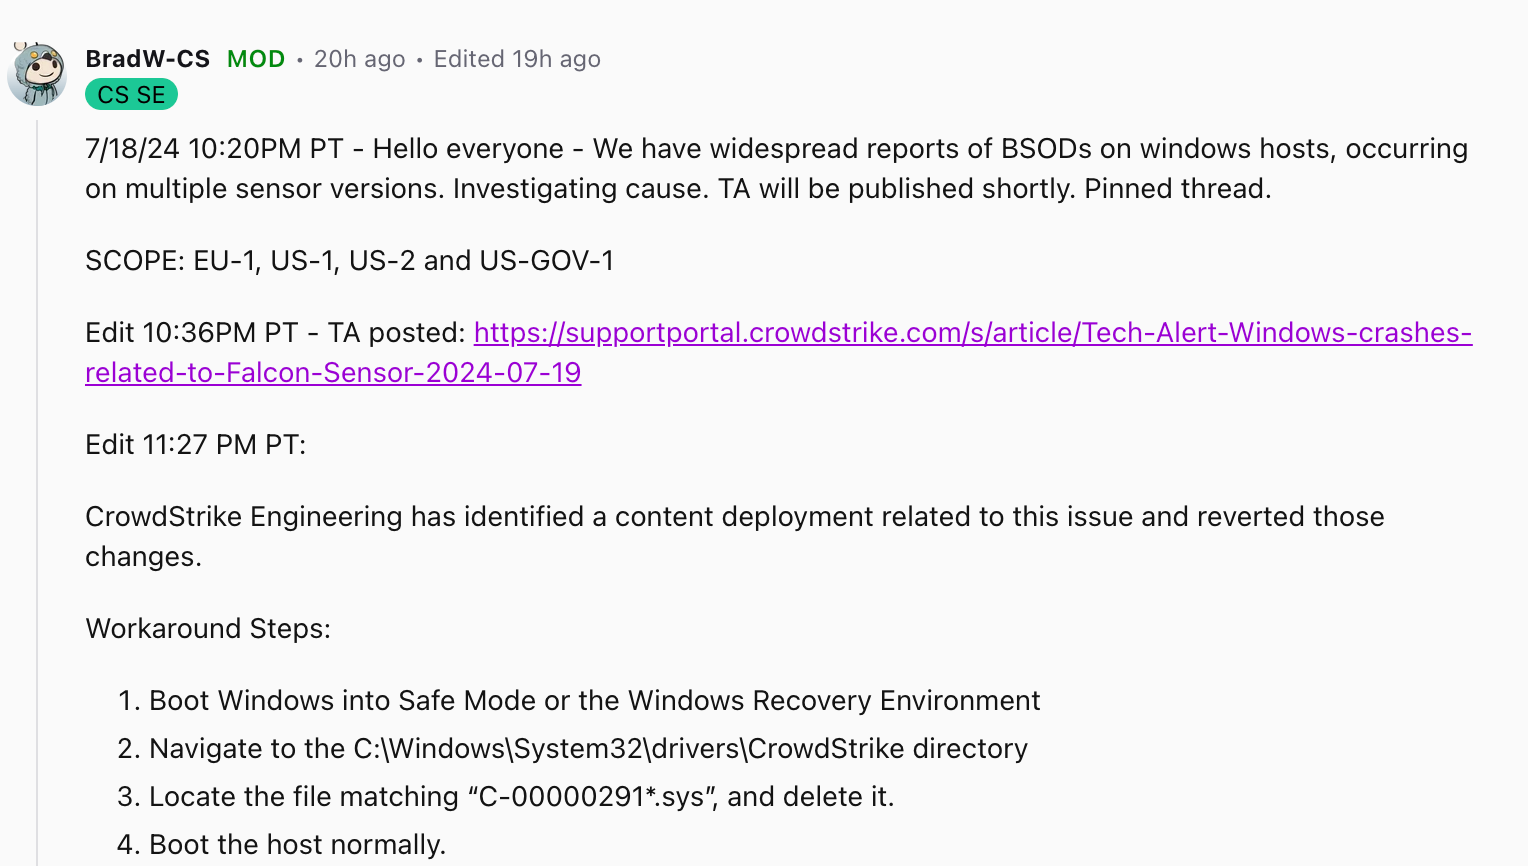 BradW-CS MOD • 20h ago • Edited 19h ago
CS SE
7/18/24 10:20PM PT - Hello everyone - We have widespread reports of BSODs on windows hosts, occurring
on multiple sensor versions. Investigating cause. TA will be published shortly. Pinned thread.
SCOPE: EU-1, US-1, US-2 and US-GOV-1
Edit 10:36PM PT - TA posted: https://supportportal.crowdstrike.com/s/article/Tech-Alert-Windows-crashes-
related-to-Falcon-Sensor-2024-07-19
Edit 11:27 PM PT:
CrowdStrike Engineering has identified a content deployment related to this issue and reverted those
changes.
Workaround Steps:
1. Boot Windows into Safe Mode or the Windows Recovery Environment
2. Navigate to the C:\Windows\System32\drivers\CrowdStrike directory
3. Locate the file matching “C-00000291*.sys”, and delete it.
4. Boot the host normally.